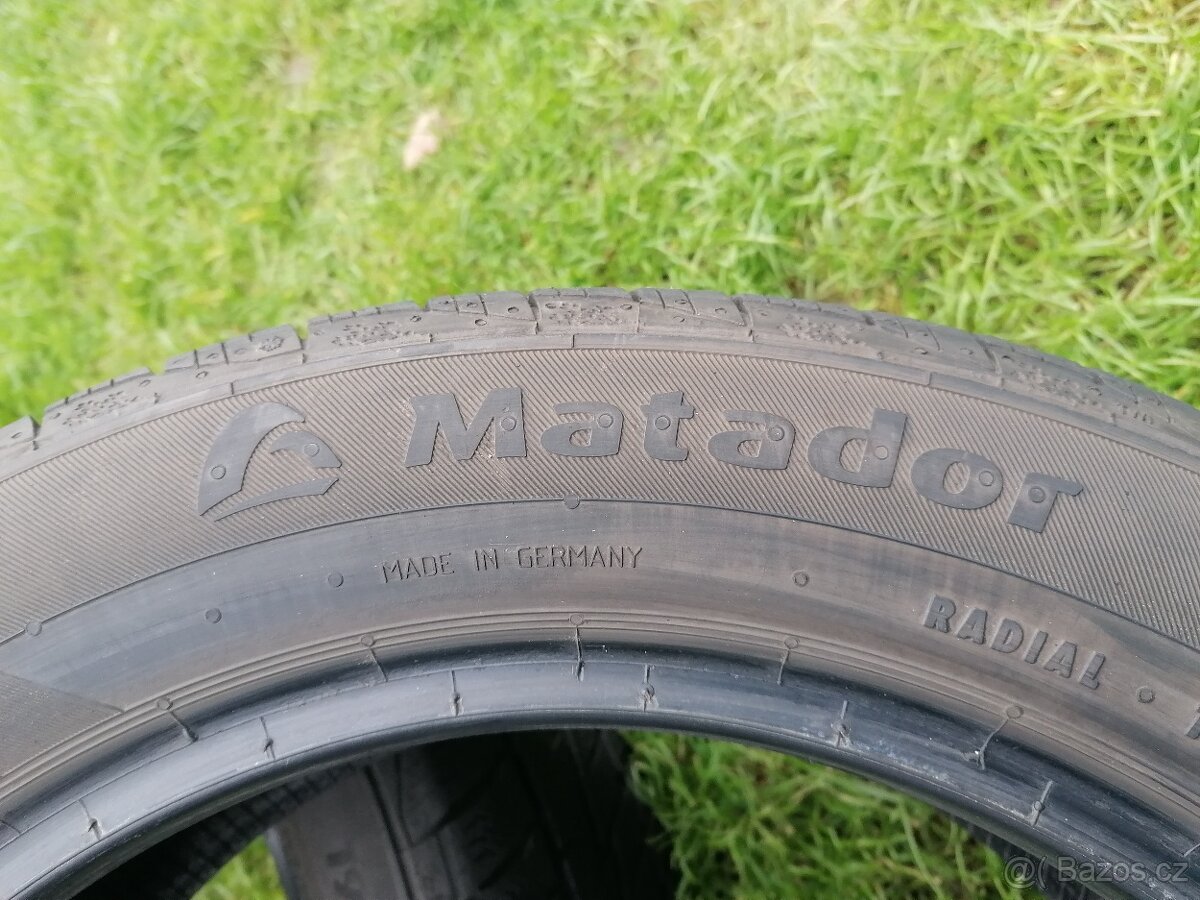 Matador
MADE IN GERMANY
RADIAL
@ Bazos.cz